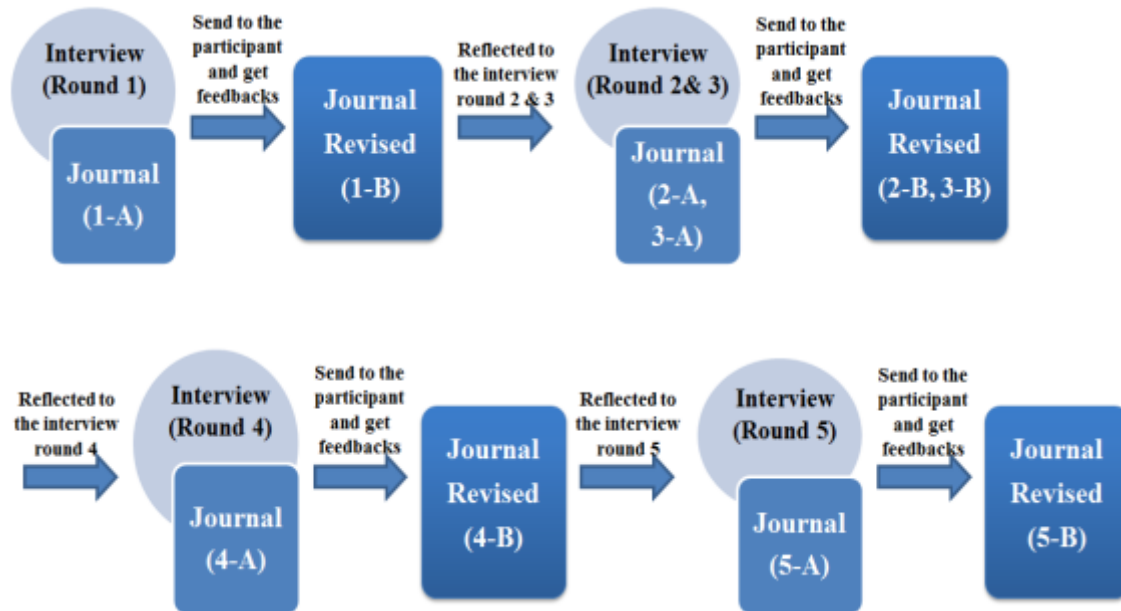 Interview
(Round 1)
Journal
(1-A)
Send to the
participant
and get
feedbacks
Journal
Revised
(1-B)
Reflected to
the interview
round 2 & 3
Interview
(Round 2& 3)
Journal
(2-A,
3-A)
Send to the
participant
and get
feedbacks
Journal
Revised
(2-B, 3-B)
Reflected to
the interview
round 4
Interview
(Round 4)
Journal
(4-A)
Send to the
participant
and get
feedbacks
Journal
Revised
(4-B)
Reflected to
the interview
round 5
Interview
(Round 5)
Journal
(5-A)
Send to the
participant
and get
feedbacks
Journal
Revised
(5-B)